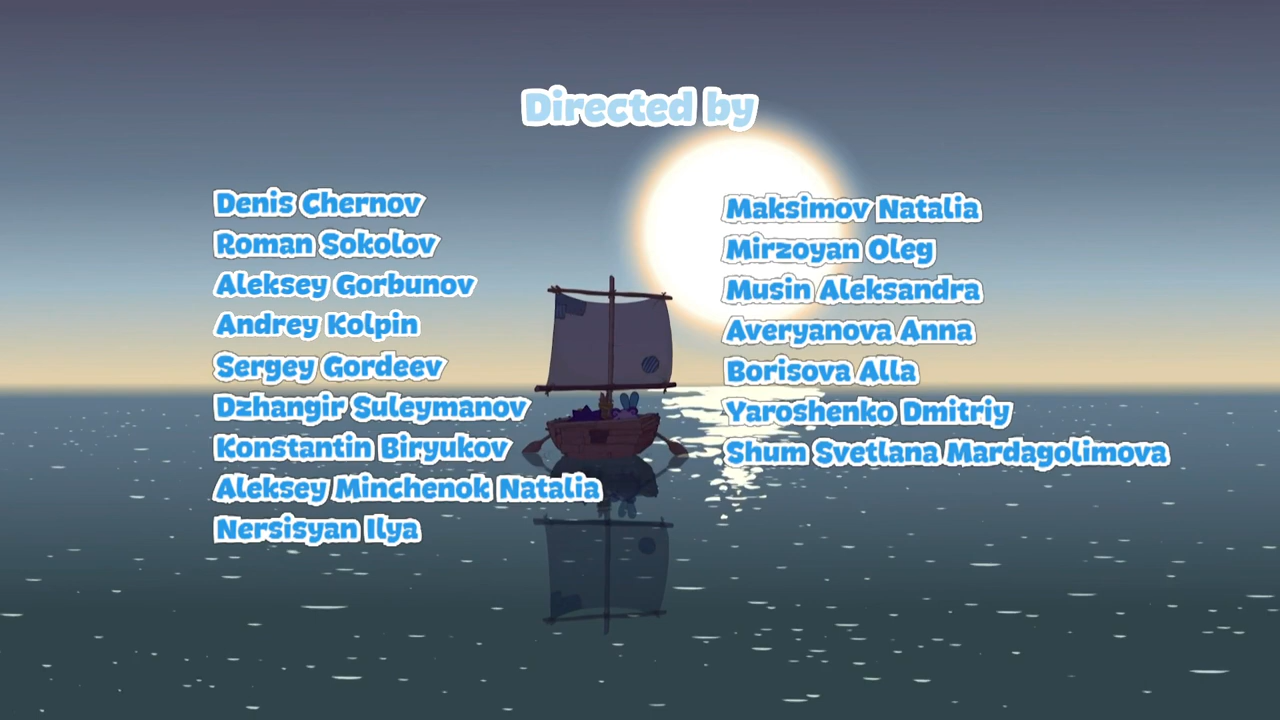 Directed by
Denis Chernov
Roman Sokolov
Aleksey Gorbunov
Andrey Kolpin
Sergey Gordeev
Dzhangir Suleymanov
Konstantin Biryukov
Aleksey Minchenok Natalia
Nersisyan Ilya
Maksimov Natalia
Mirzoyan Oleg
Musin Aleksandra
Averyanova Anna
Borisova Alla
Yaroshenko Dmitriy
Shum Svetlana Mardagolimova